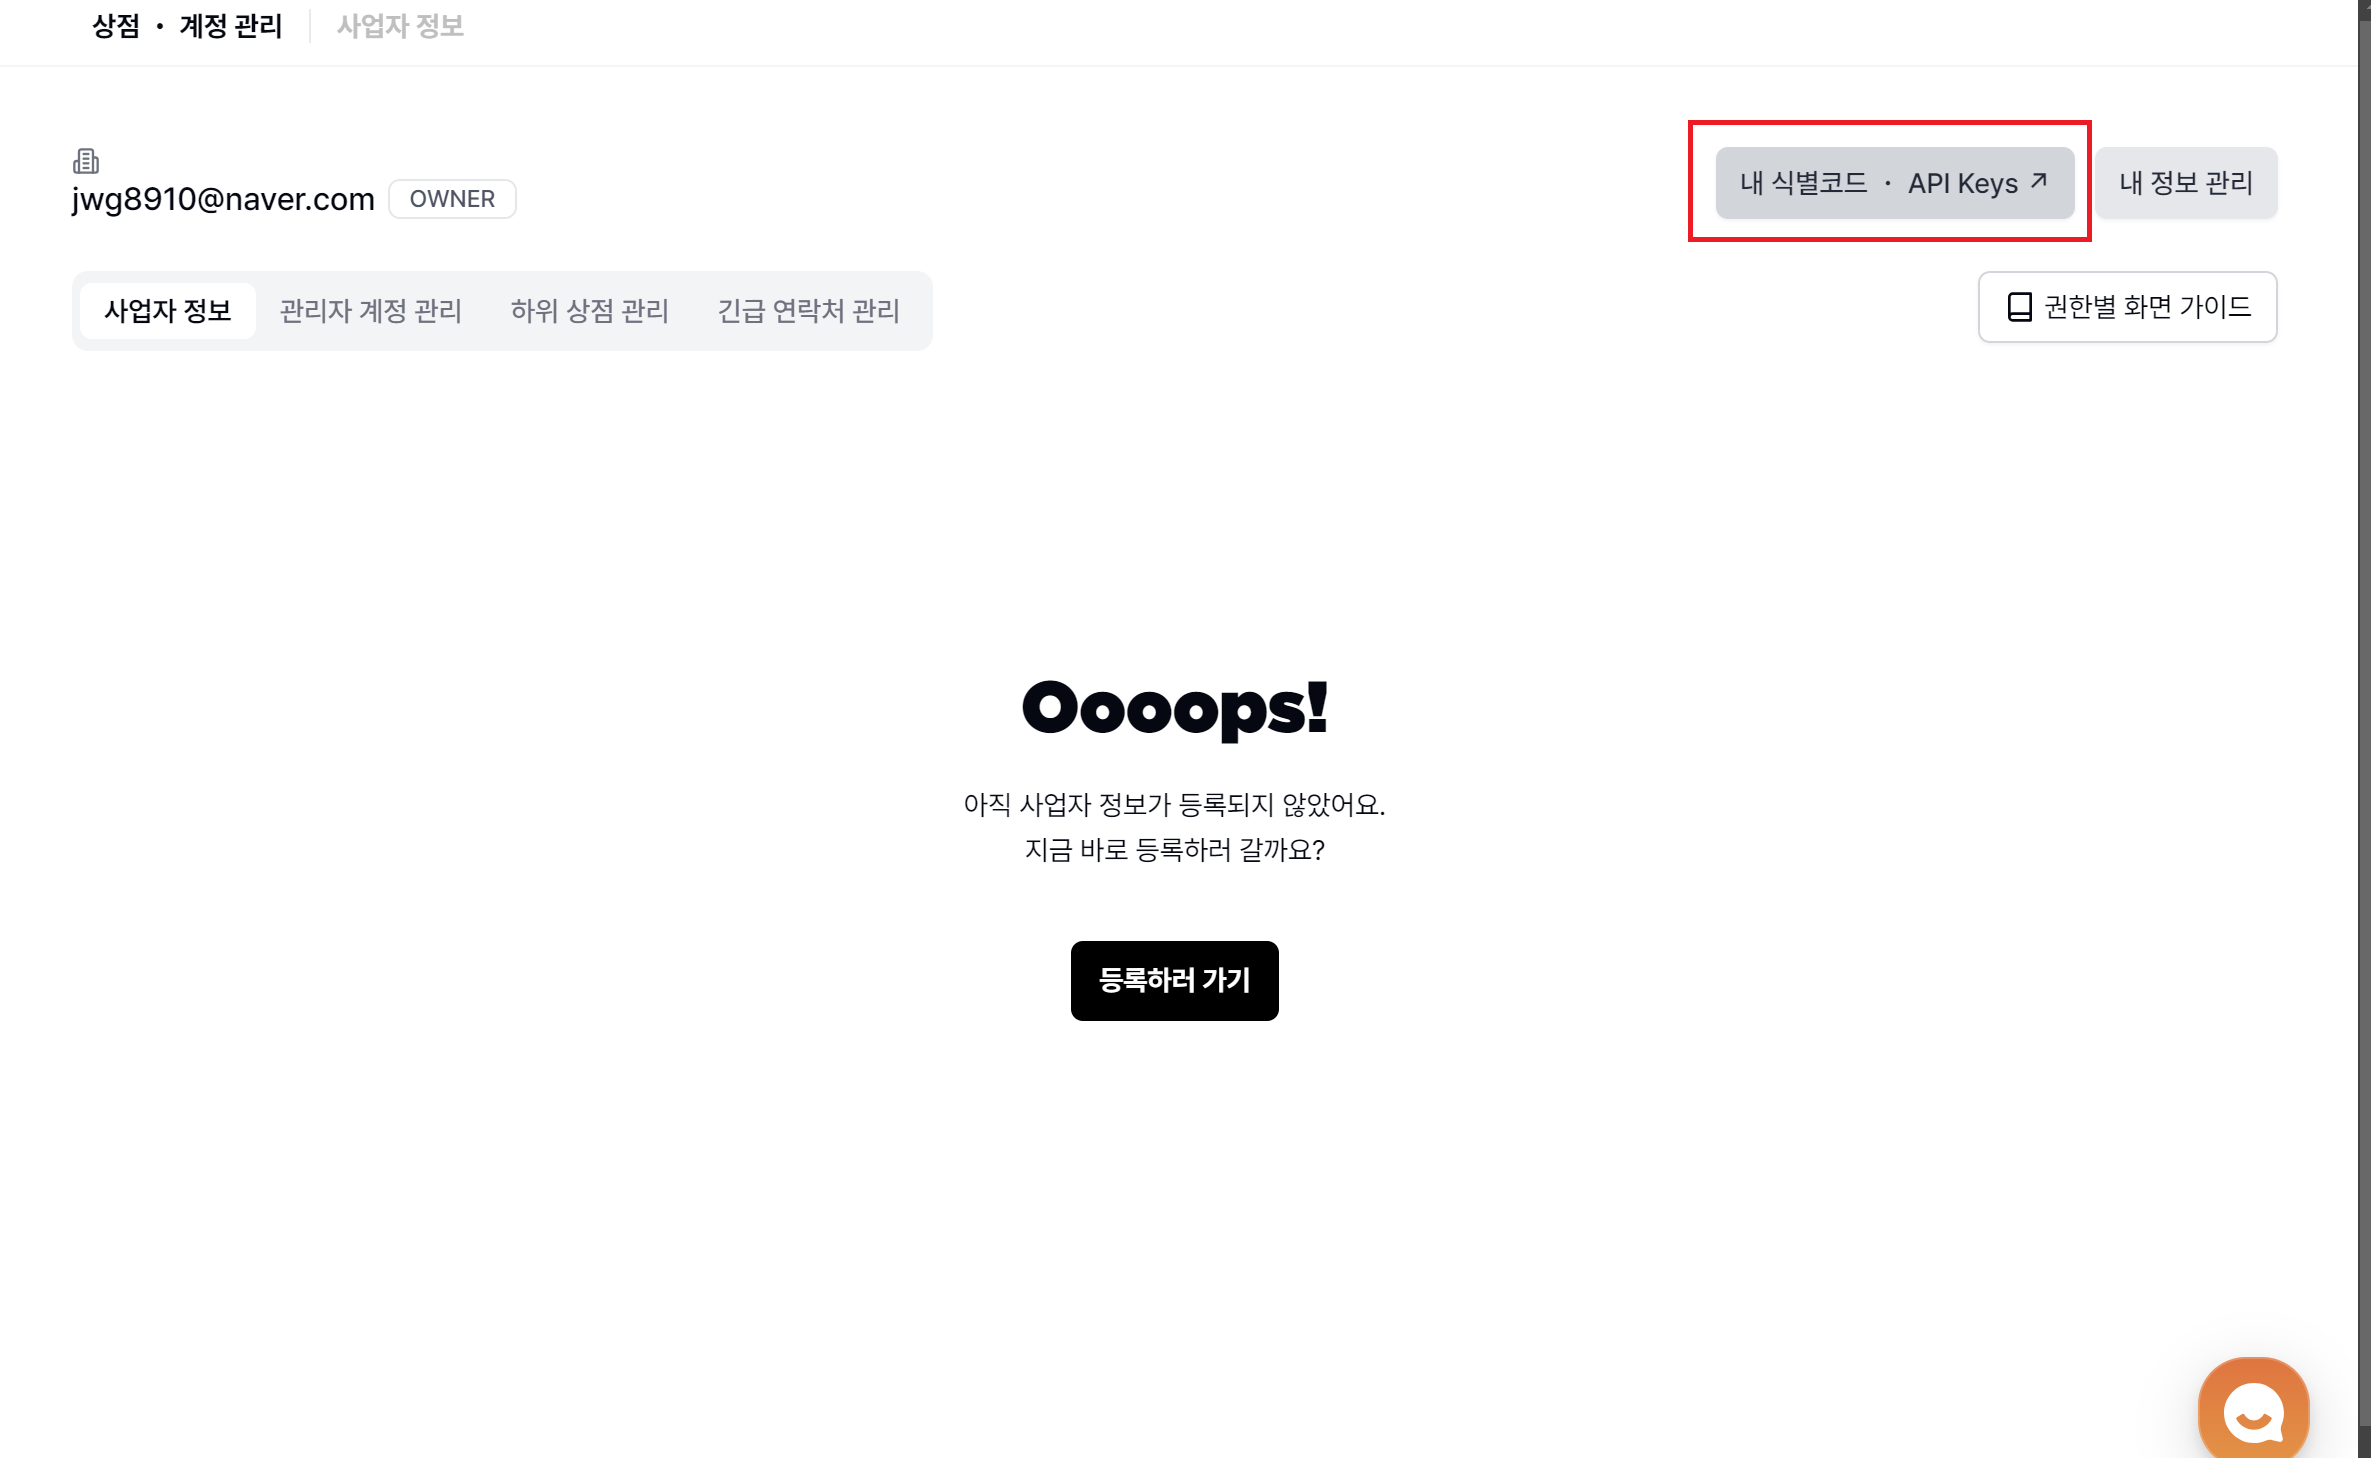 상점 · 계정 관리 사업자 정보
jwg8910@naver.com OWNER
내 식별코드 · API Keys ↗ 내 정보 관리
사업자 정보 관리자 계정 관리 하위 상점 관리 긴급 연락처 관리
권한별 화면 가이드
Oooops!
아직 사업자 정보가 등록되지 않았어요.
지금 바로 등록하러 갈까요?
등록하러 가기